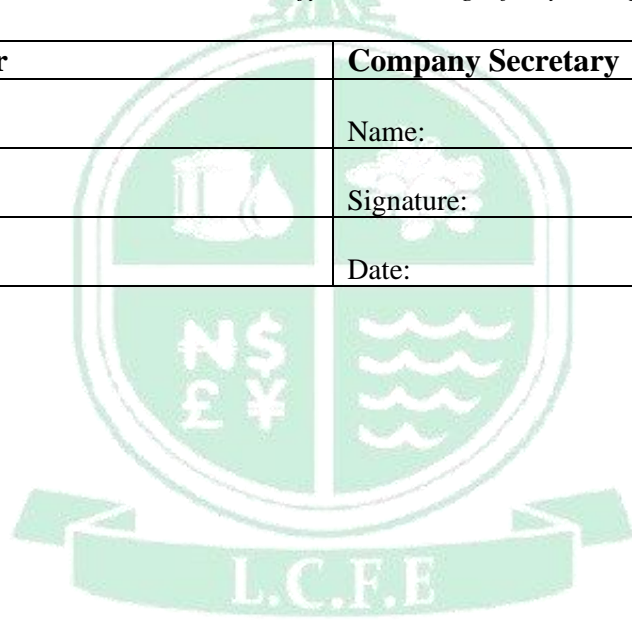 r Company Secretary
Name:
Signature:
Date:
₦$
£ ¥
L.C.F.E